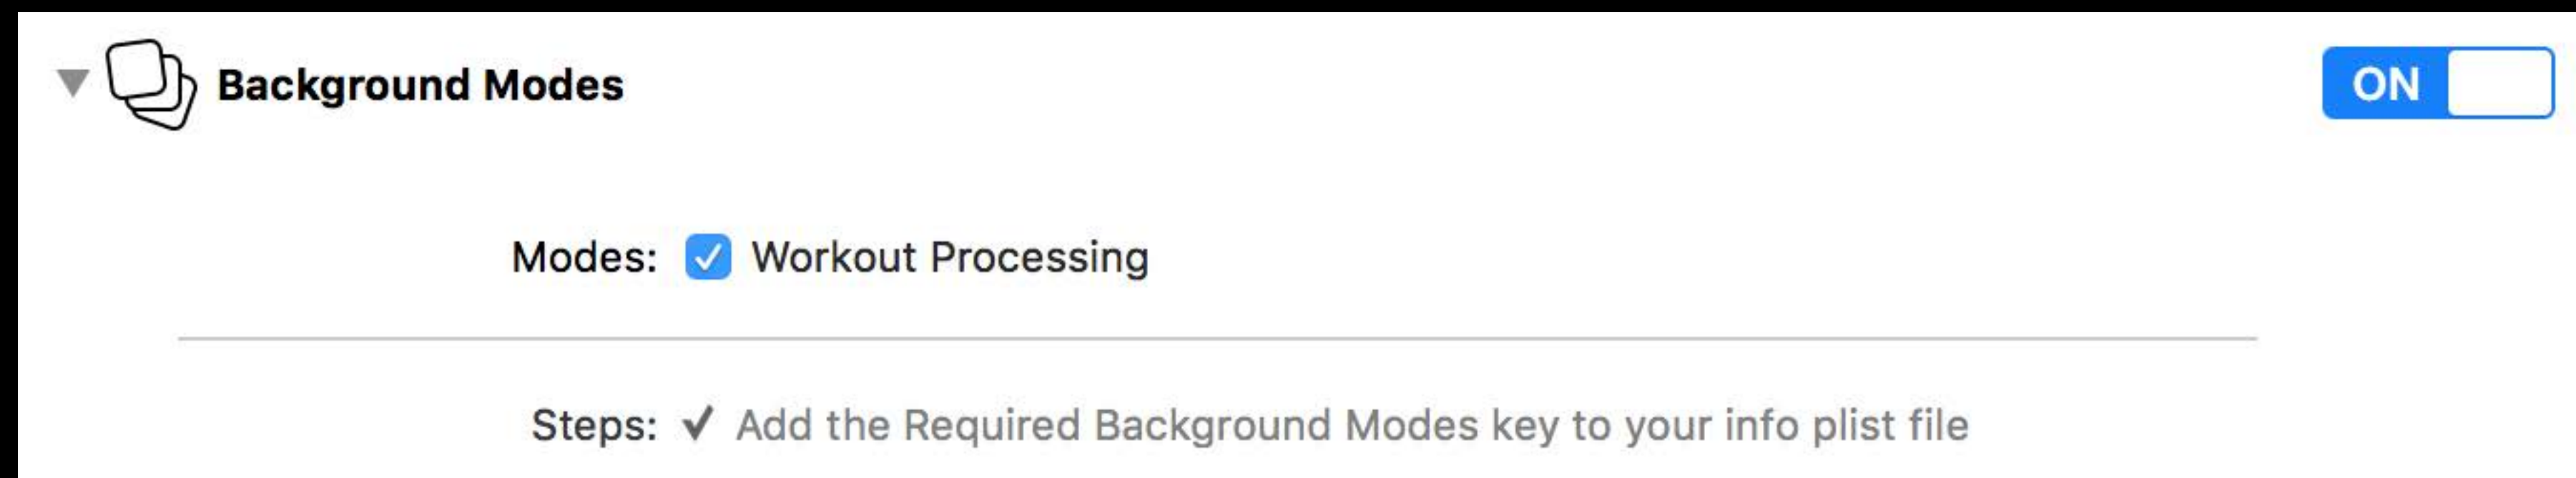 Background Modes ON
Modes: Workout Processing
Steps: Add the Required Background Modes key to your info plist file